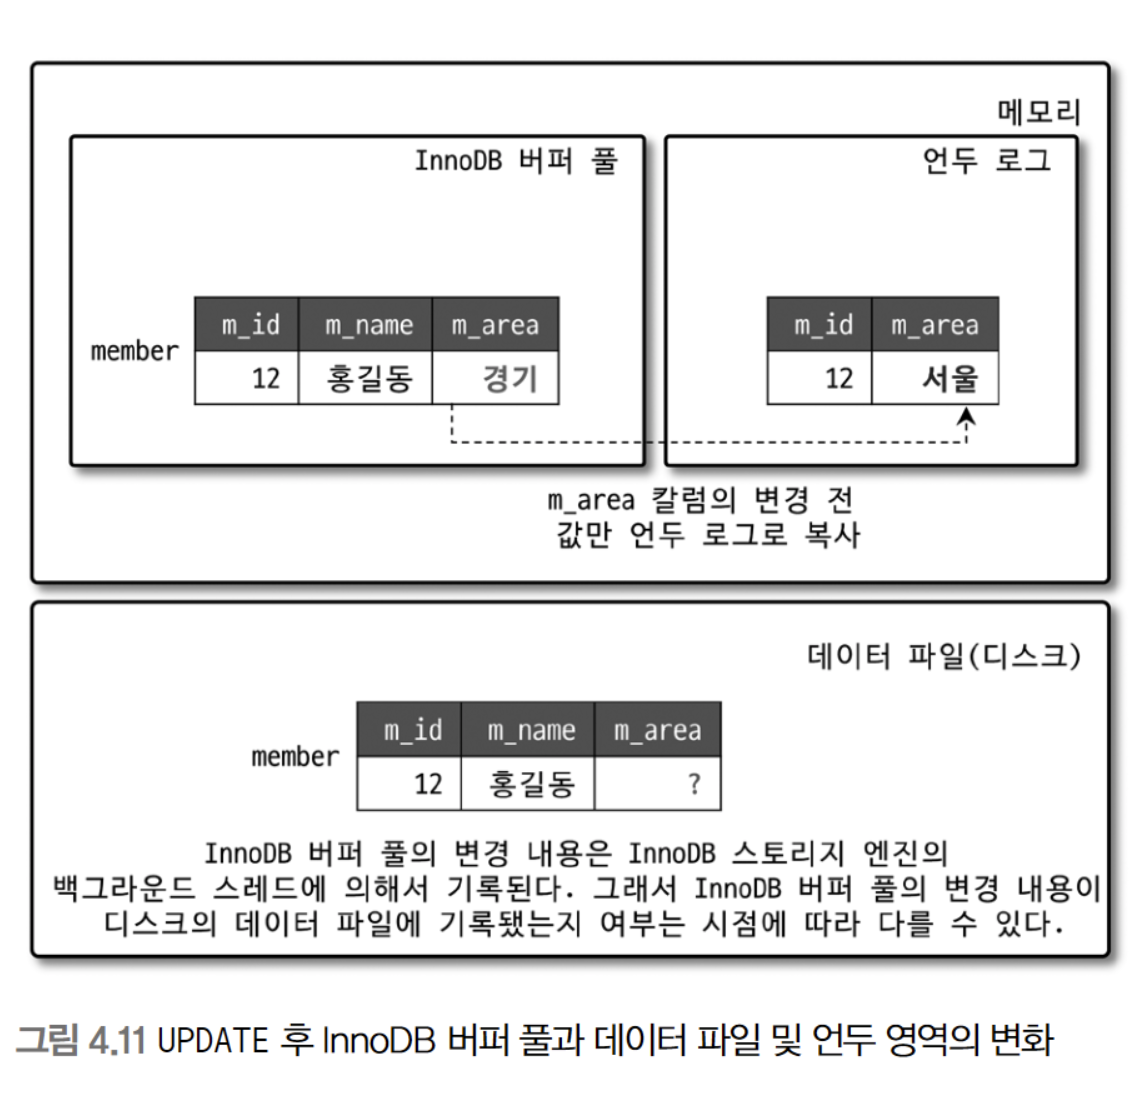 메모리
InnoDB 버퍼 풀
언두 로그
m_id m_name m_area
member
12 홍길동 경기
m_id m_area
12 서울
m_area 칼럼의 변경 전
값만 언두 로그로 복사
데이터 파일(디스크)
m_id m_name m_area
member
12 홍길동 ?
InnoDB 버퍼 풀의 변경 내용은 InnoDB 스토리지 엔진의
백그라운드 스레드에 의해서 기록된다. 그래서 InnoDB 버퍼 풀의 변경 내용이
디스크의 데이터 파일에 기록됐는지 여부는 시점에 따라 다를 수 있다.
그림 4.11 UPDATE 후 InnoDB 버퍼 풀과 데이터 파일 및 언두 영역의 변화